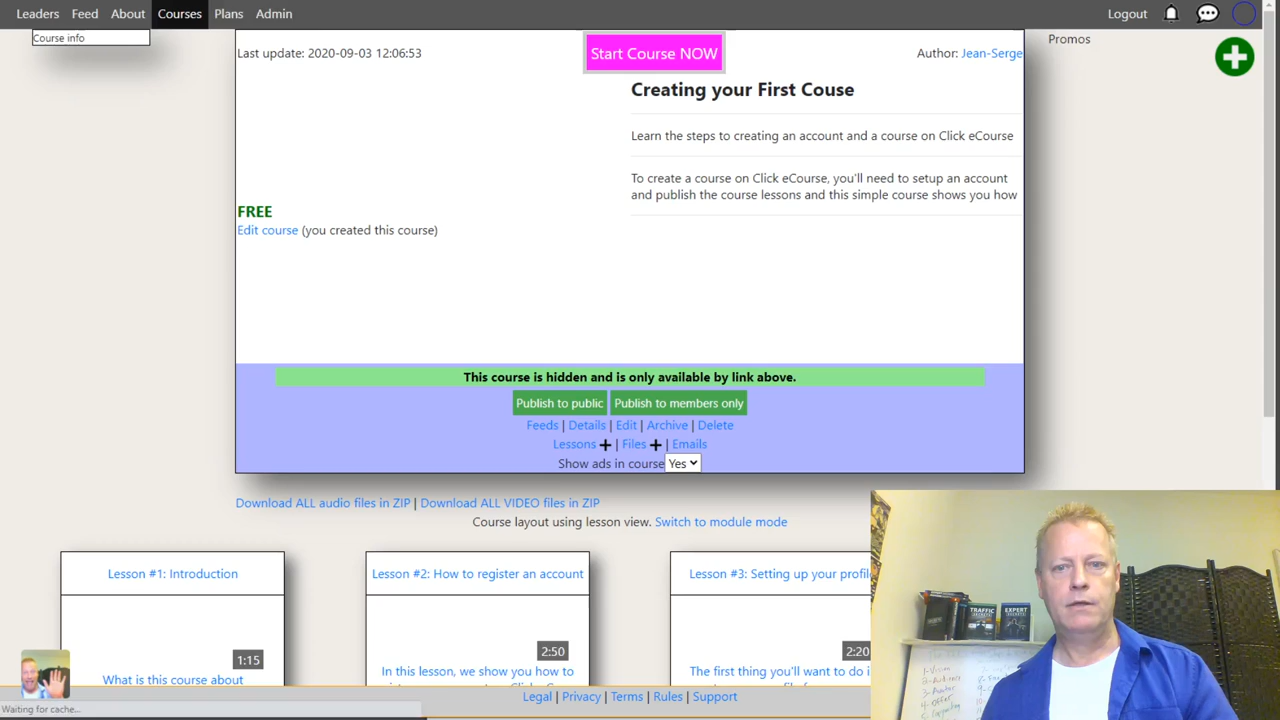 Leaders Feed About Courses Plans Admin Logout
Course info
Promos
Last update: 2020-09-03 12:06:53
Start Course NOW
Author: Jean-Serge
Creating your First Couse
Learn the steps to creating an account and a course on Click eCourse
To create a course on Click eCourse, you'll need to setup an account
and publish the course lessons and this simple course shows you how
FREE
Edit course (you created this course)
This course is hidden and is only available by link above.
Publish to public Publish to members only
Feeds | Details | Edit | Archive | Delete
Lessons + | Files + | Emails
Show ads in course Yes
Download ALL audio files in ZIP | Download ALL VIDEO files in ZIP
Course layout using lesson view. Switch to module mode
Lesson #1: Introduction
1:15
What is this course about
Lesson #2: How to register an account
2:50
In this lesson, we show you how to
Lesson #3: Setting up your profile
2:20
The first thing you'll want to do i
TRAFFIC
SECRETS
EXPERT
SECRETS
1-Vision
Legal | Privacy | Terms | Rules | Support
Waiting for cache...